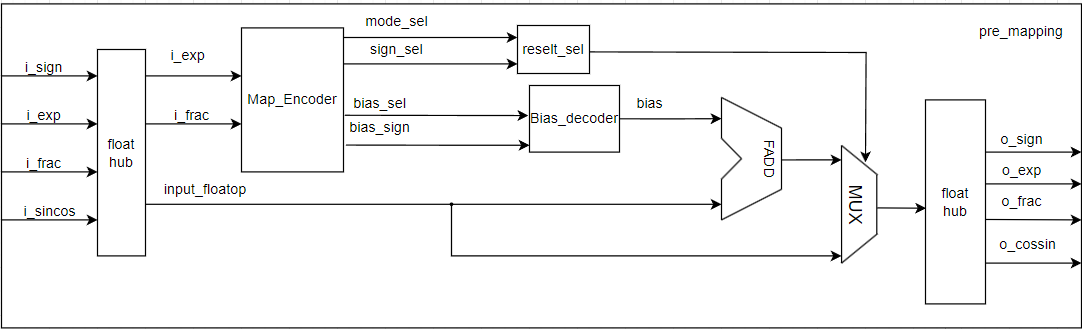 pre_mapping
mode_sel
sign_sel
reselt_sel
i_sign
i_exp
i_frac
i_sincos
float
hub
i_exp
i_frac
input_floatop
Map_Encoder
bias_sel
bias_sign
Bias_decoder
bias
FADD
MUX
float
hub
o_sign
o_exp
o_frac
o_cossin